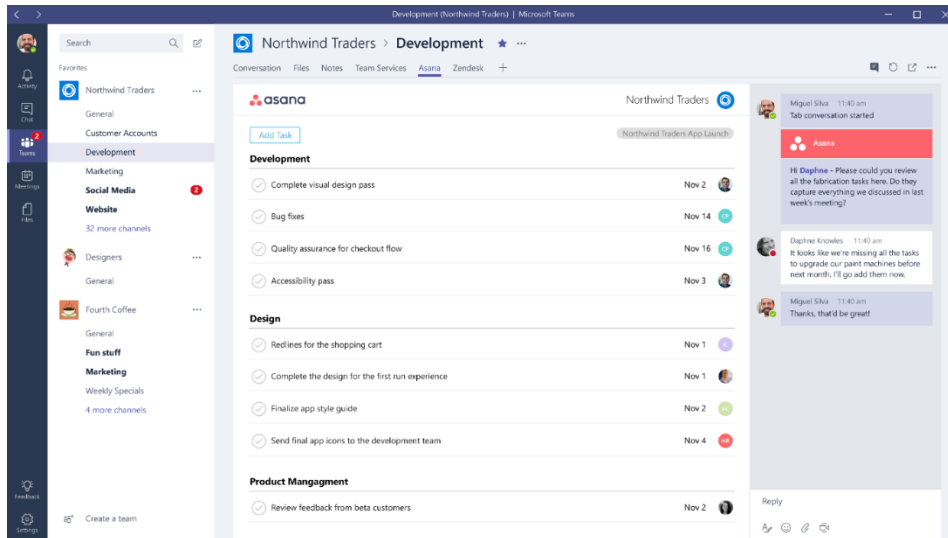 Development (Northwind Traders) | Microsoft Teams
Activity
Chat
2
Teams
Meetings
Files
Feedback
Settings
Search
Favorites
Northwind Traders
General
Customer Accounts
Development
Marketing
Social Media 2
Website
32 more channels
Designers
General
Fourth Coffee
General
Fun stuff
Marketing
Weekly Specials
4 more channels
Create a team
Northwind Traders > Development
Conversation Files Notes Team Services Asana Zendesk
asana
Northwind Traders
Add Task
Northwind Traders App Launch
Development
Complete visual design pass Nov 2
Bug fixes Nov 14 CP
Quality assurance for checkout flow Nov 16 CP
Accessibility pass Nov 3
Design
Redlines for the shopping cart Nov 1
Complete the design for the first run experience Nov 1
Finalize app style guide Nov 2
Send final app icons to the development team Nov 4 HR
Product Mangagment
Review feedback from beta customers Nov 2
Miguel Silva 11:40 am
Tab conversation started
Asana
Hi Daphne - Please could you review
all the fabrication tasks here. Do they
capture everything we discussed in last
week's meeting?
Daphne Knowles 11:40 am
It looks like we're missing all the tasks
to upgrade our paint machines before
next month. I'll go add them now.
Miguel Silva 11:40 am
Thanks, that'd be great!
Reply